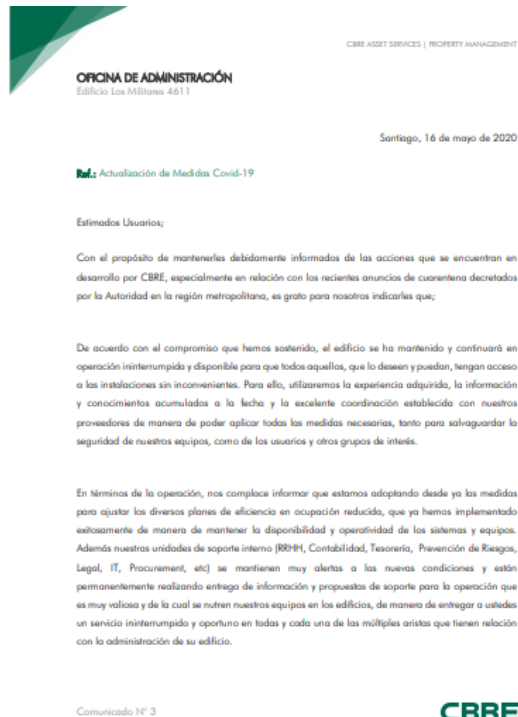 CBRE ASSET SERVICES | PROPERTY MANAGEMENT
OFICINA DE ADMINISTRACIÓN
Edificio Los Militares 4611
Santiago, 16 de mayo de 2020
Ref.: Actualización de Medidas Covid-19
Estimados Usuarios;
Con el propósito de mantenerles debidamente informados de las acciones que se encuentran en
desarrollo por CBRE, especialmente en relación con los recientes anuncios de cuarentena decretados
por la Autoridad en la región metropolitana, es grato para nosotros indicarles que;
De acuerdo con el compromiso que hemos sostenido, el edificio se ha mantenido y continuará en
operación ininterrumpida y disponible para que todos aquellos, que lo deseen y puedan, tengan acceso
a las instalaciones sin inconvenientes. Para ello, utilizaremos la experiencia adquirida, la información
y conocimientos acumulados a la fecha y la excelente coordinación establecida con nuestros
proveedores de manera de poder aplicar todas las medidas necesarias, tanto para salvaguardar la
seguridad de nuestros equipos, como de los usuarios y otros grupos de interés.
En términos de la operación, nos complace informar que estamos adoptando desde ya las medidas
para ajustar los diversos planes de eficiencia en ocupación reducida, que ya hemos implementado
exitosamente de manera de mantener la disponibilidad y operatividad de los sistemas y equipos.
Además nuestras unidades de soporte interno (RRHH, Contabilidad, Tesorería, Prevención de Riesgos,
Legal, IT, Procurement, etc) se mantienen muy alertas a las nuevas condiciones y están
permanentemente realizando entrega de información y propuestas de soporte para la operación que
es muy valiosa y de la cual se nutren nuestros equipos en los edificios, de manera de entregar a ustedes
un servicio ininterrumpido y oportuno en todas y cada una de las múltiples aristas que tienen relación
con la administración de su edificio.
Comunicado N° 3
CBRE